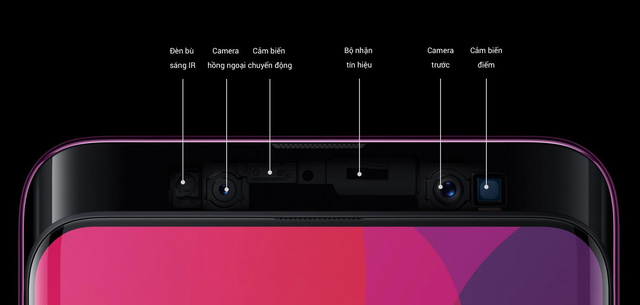 Đèn bù
sáng IR
Camera
hồng ngoại
Cảm biến
chuyển động
Bộ nhận
tín hiệu
Camera
trước
Cảm biến
điểm